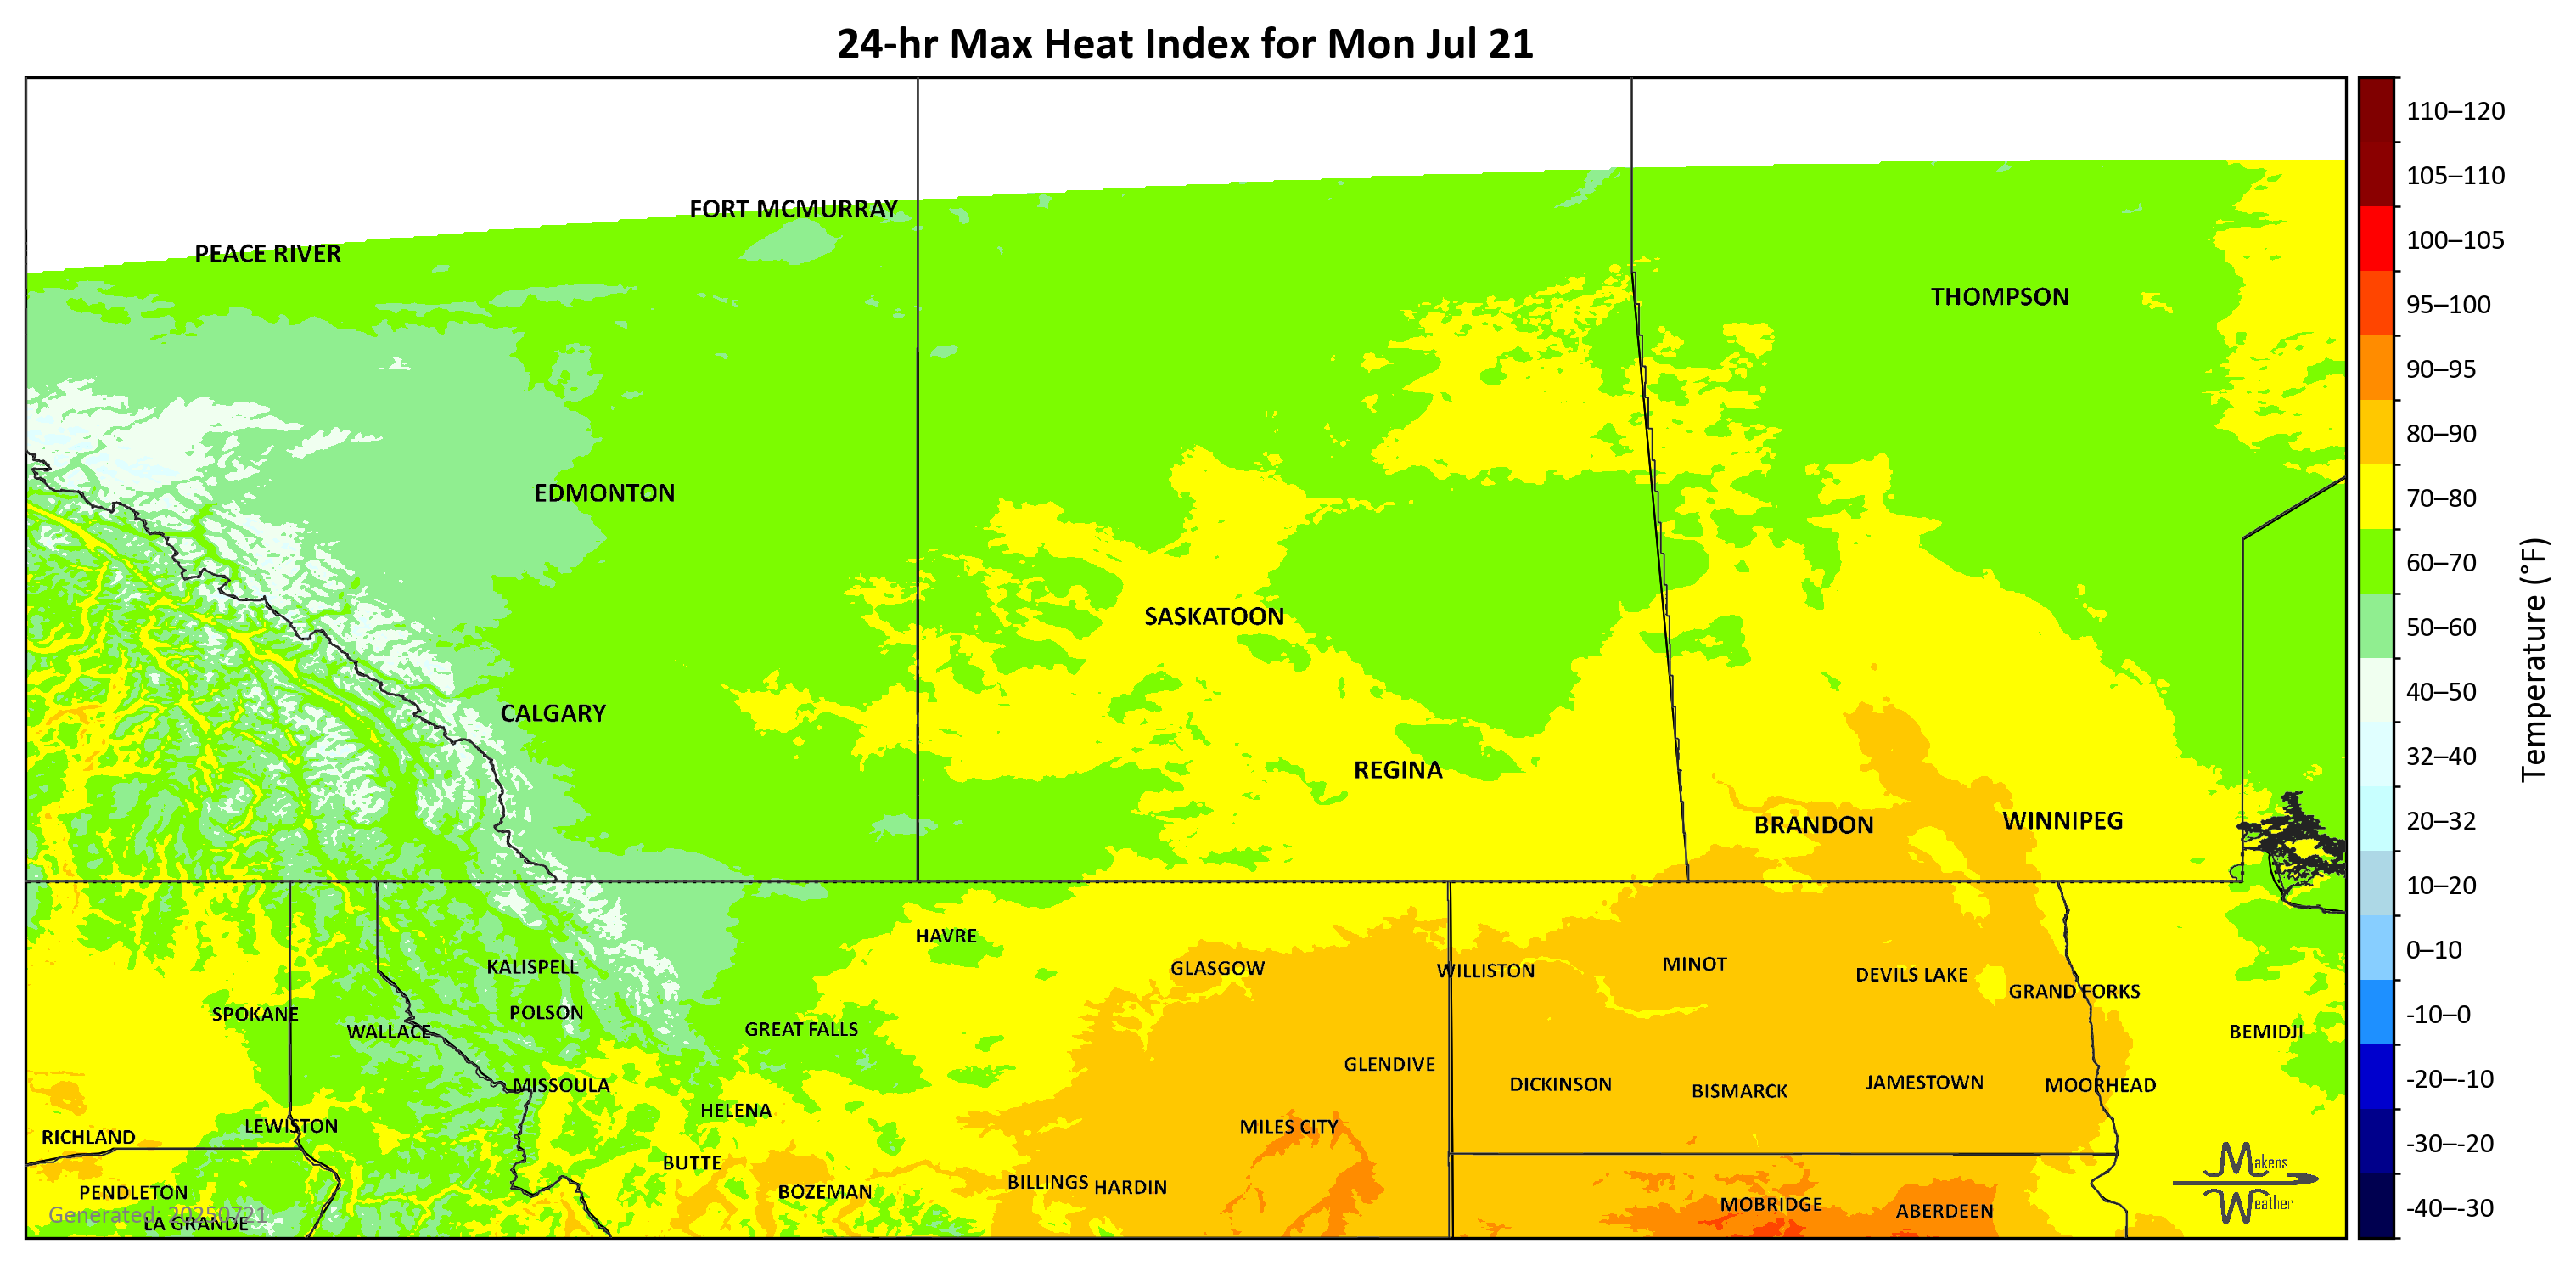 24-hr Max Heat Index for Mon Jul 21
FORT MCMURRAY
PEACE RIVER
THOMPSON
EDMONTON
SASKATOON
CALGARY
REGINA
BRANDON
WINNIPEG
HAVRE
KALISPELL
GLASGOW
WILLISTON
MINOT
DEVILS LAKE
GRAND FORKS
SPOKANE
POLSON
WALLACE
GREAT FALLS
BEMIDJI
GLENDIVE
MISSOULA
DICKINSON
BISMARCK
JAMESTOWN
MOORHEAD
HELENA
LEWISTON
MILES CITY
RICHLAND
BUTTE
BILLINGS
HARDIN
PENDLETON
BOZEMAN
MOBRIDGE
ABERDEEN
Generated: 20250721
LA GRANDE
Makens
Weather
110–120
105–110
100–105
95–100
90–95
80–90
70–80
60–70
50–60
40–50
32–40
20–32
10–20
0–10
-10–0
-20–-10
-30–-20
-40–-30
Temperature (°F)